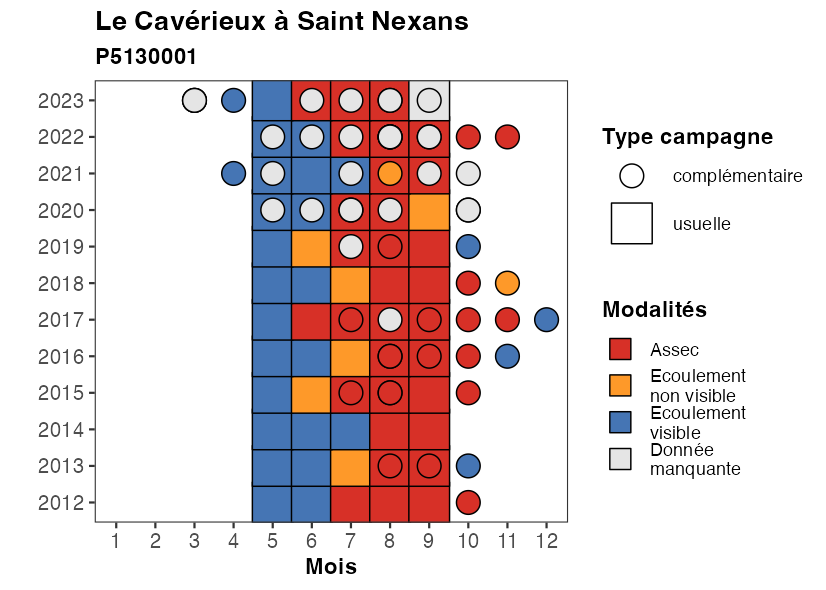 Le Cavérieux à Saint Nexans
P5130001
2023
2022
2021
2020
2019
2018
2017
2016
2015
2014
2013
2012
1 2 3 4 5 6 7 8 9 10 11 12
Mois
Type campagne
complémentaire
usuelle
Modalités
Assec
Ecoulement
non visible
Ecoulement
visible
Donnée
manquante